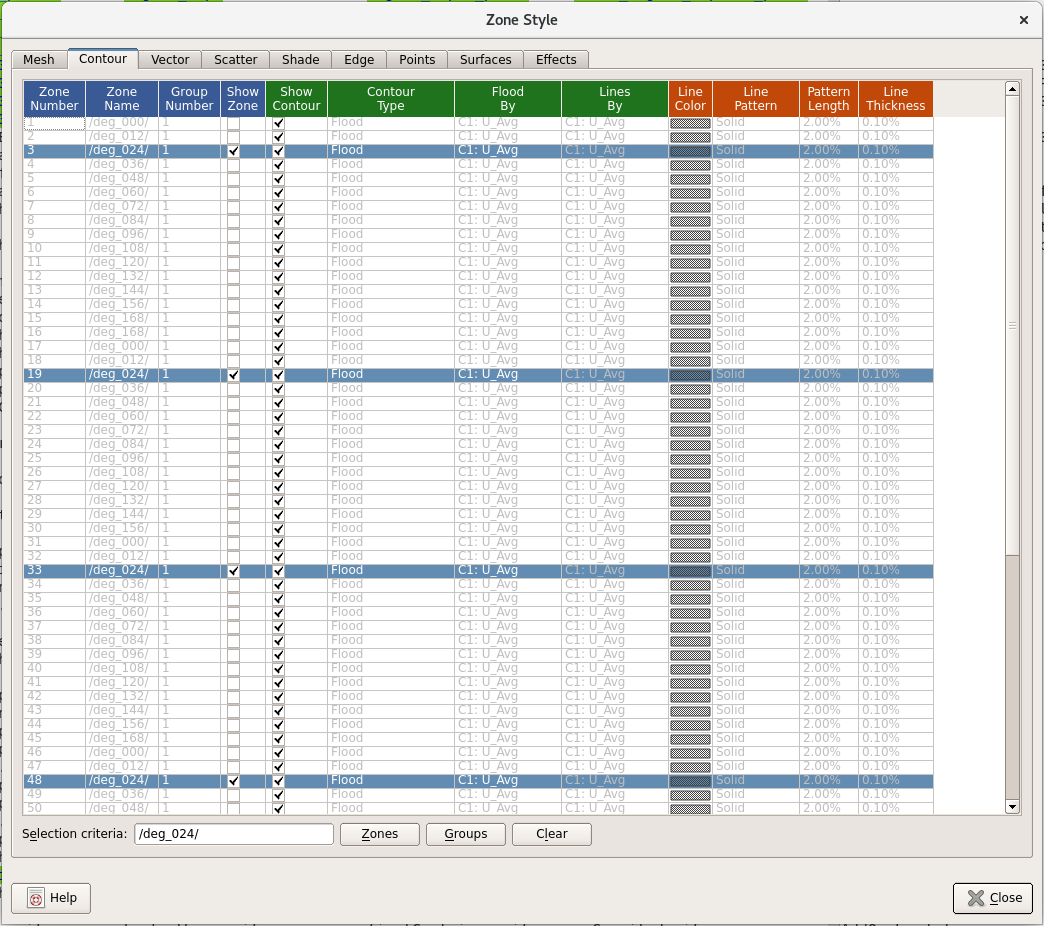 Zone Style
Mesh Contour Vector Scatter Shade Edge Points Surfaces Effects
Zone Number Zone Name Group Number Show Zone Show Contour Contour Type Flood By Lines By Line Color Line Pattern Pattern Length Line Thickness
1 /deg_000/ 1 Flood C1: U_Avg C1: U_Avg Solid 2.00% 0.10%
2 /deg_012/ 1 Flood C1: U_Avg C1: U_Avg Solid 2.00% 0.10%
3 /deg_024/ 1 Flood C1: U_Avg C1: U_Avg Solid 2.00% 0.10%
4 /deg_036/ 1 Flood C1: U_Avg C1: U_Avg Solid 2.00% 0.10%
5 /deg_048/ 1 Flood C1: U_Avg C1: U_Avg Solid 2.00% 0.10%
6 /deg_060/ 1 Flood C1: U_Avg C1: U_Avg Solid 2.00% 0.10%
7 /deg_072/ 1 Flood C1: U_Avg C1: U_Avg Solid 2.00% 0.10%
8 /deg_084/ 1 Flood C1: U_Avg C1: U_Avg Solid 2.00% 0.10%
9 /deg_096/ 1 Flood C1: U_Avg C1: U_Avg Solid 2.00% 0.10%
10 /deg_108/ 1 Flood C1: U_Avg C1: U_Avg Solid 2.00% 0.10%
11 /deg_120/ 1 Flood C1: U_Avg C1: U_Avg Solid 2.00% 0.10%
12 /deg_132/ 1 Flood C1: U_Avg C1: U_Avg Solid 2.00% 0.10%
13 /deg_144/ 1 Flood C1: U_Avg C1: U_Avg Solid 2.00% 0.10%
14 /deg_156/ 1 Flood C1: U_Avg C1: U_Avg Solid 2.00% 0.10%
15 /deg_168/ 1 Flood C1: U_Avg C1: U_Avg Solid 2.00% 0.10%
16 /deg_168/ 1 Flood C1: U_Avg C1: U_Avg Solid 2.00% 0.10%
17 /deg_000/ 1 Flood C1: U_Avg C1: U_Avg Solid 2.00% 0.10%
18 /deg_012/ 1 Flood C1: U_Avg C1: U_Avg Solid 2.00% 0.10%
19 /deg_024/ 1 Flood C1: U_Avg C1: U_Avg Solid 2.00% 0.10%
20 /deg_036/ 1 Flood C1: U_Avg C1: U_Avg Solid 2.00% 0.10%
21 /deg_048/ 1 Flood C1: U_Avg C1: U_Avg Solid 2.00% 0.10%
22 /deg_060/ 1 Flood C1: U_Avg C1: U_Avg Solid 2.00% 0.10%
23 /deg_072/ 1 Flood C1: U_Avg C1: U_Avg Solid 2.00% 0.10%
24 /deg_084/ 1 Flood C1: U_Avg C1: U_Avg Solid 2.00% 0.10%
25 /deg_096/ 1 Flood C1: U_Avg C1: U_Avg Solid 2.00% 0.10%
26 /deg_108/ 1 Flood C1: U_Avg C1: U_Avg Solid 2.00% 0.10%
27 /deg_120/ 1 Flood C1: U_Avg C1: U_Avg Solid 2.00% 0.10%
28 /deg_132/ 1 Flood C1: U_Avg C1: U_Avg Solid 2.00% 0.10%
29 /deg_144/ 1 Flood C1: U_Avg C1: U_Avg Solid 2.00% 0.10%
30 /deg_156/ 1 Flood C1: U_Avg C1: U_Avg Solid 2.00% 0.10%
31 /deg_000/ 1 Flood C1: U_Avg C1: U_Avg Solid 2.00% 0.10%
32 /deg_012/ 1 Flood C1: U_Avg C1: U_Avg Solid 2.00% 0.10%
33 /deg_024/ 1 Flood C1: U_Avg C1: U_Avg Solid 2.00% 0.10%
34 /deg_036/ 1 Flood C1: U_Avg C1: U_Avg Solid 2.00% 0.10%
35 /deg_048/ 1 Flood C1: U_Avg C1: U_Avg Solid 2.00% 0.10%
36 /deg_060/ 1 Flood C1: U_Avg C1: U_Avg Solid 2.00% 0.10%
37 /deg_072/ 1 Flood C1: U_Avg C1: U_Avg Solid 2.00% 0.10%
38 /deg_084/ 1 Flood C1: U_Avg C1: U_Avg Solid 2.00% 0.10%
39 /deg_096/ 1 Flood C1: U_Avg C1: U_Avg Solid 2.00% 0.10%
40 /deg_108/ 1 Flood C1: U_Avg C1: U_Avg Solid 2.00% 0.10%
41 /deg_120/ 1 Flood C1: U_Avg C1: U_Avg Solid 2.00% 0.10%
42 /deg_132/ 1 Flood C1: U_Avg C1: U_Avg Solid 2.00% 0.10%
43 /deg_144/ 1 Flood C1: U_Avg C1: U_Avg Solid 2.00% 0.10%
44 /deg_156/ 1 Flood C1: U_Avg C1: U_Avg Solid 2.00% 0.10%
45 /deg_168/ 1 Flood C1: U_Avg C1: U_Avg Solid 2.00% 0.10%
46 /deg_000/ 1 Flood C1: U_Avg C1: U_Avg Solid 2.00% 0.10%
47 /deg_012/ 1 Flood C1: U_Avg C1: U_Avg Solid 2.00% 0.10%
48 /deg_024/ 1 Flood C1: U_Avg C1: U_Avg Solid 2.00% 0.10%
49 /deg_036/ 1 Flood C1: U_Avg C1: U_Avg Solid 2.00% 0.10%
50 /deg_048/ 1 Flood C1: U_Avg C1: U_Avg Solid 2.00% 0.10%
Selection criteria: /deg_024/ Zones Groups Clear
Help Close